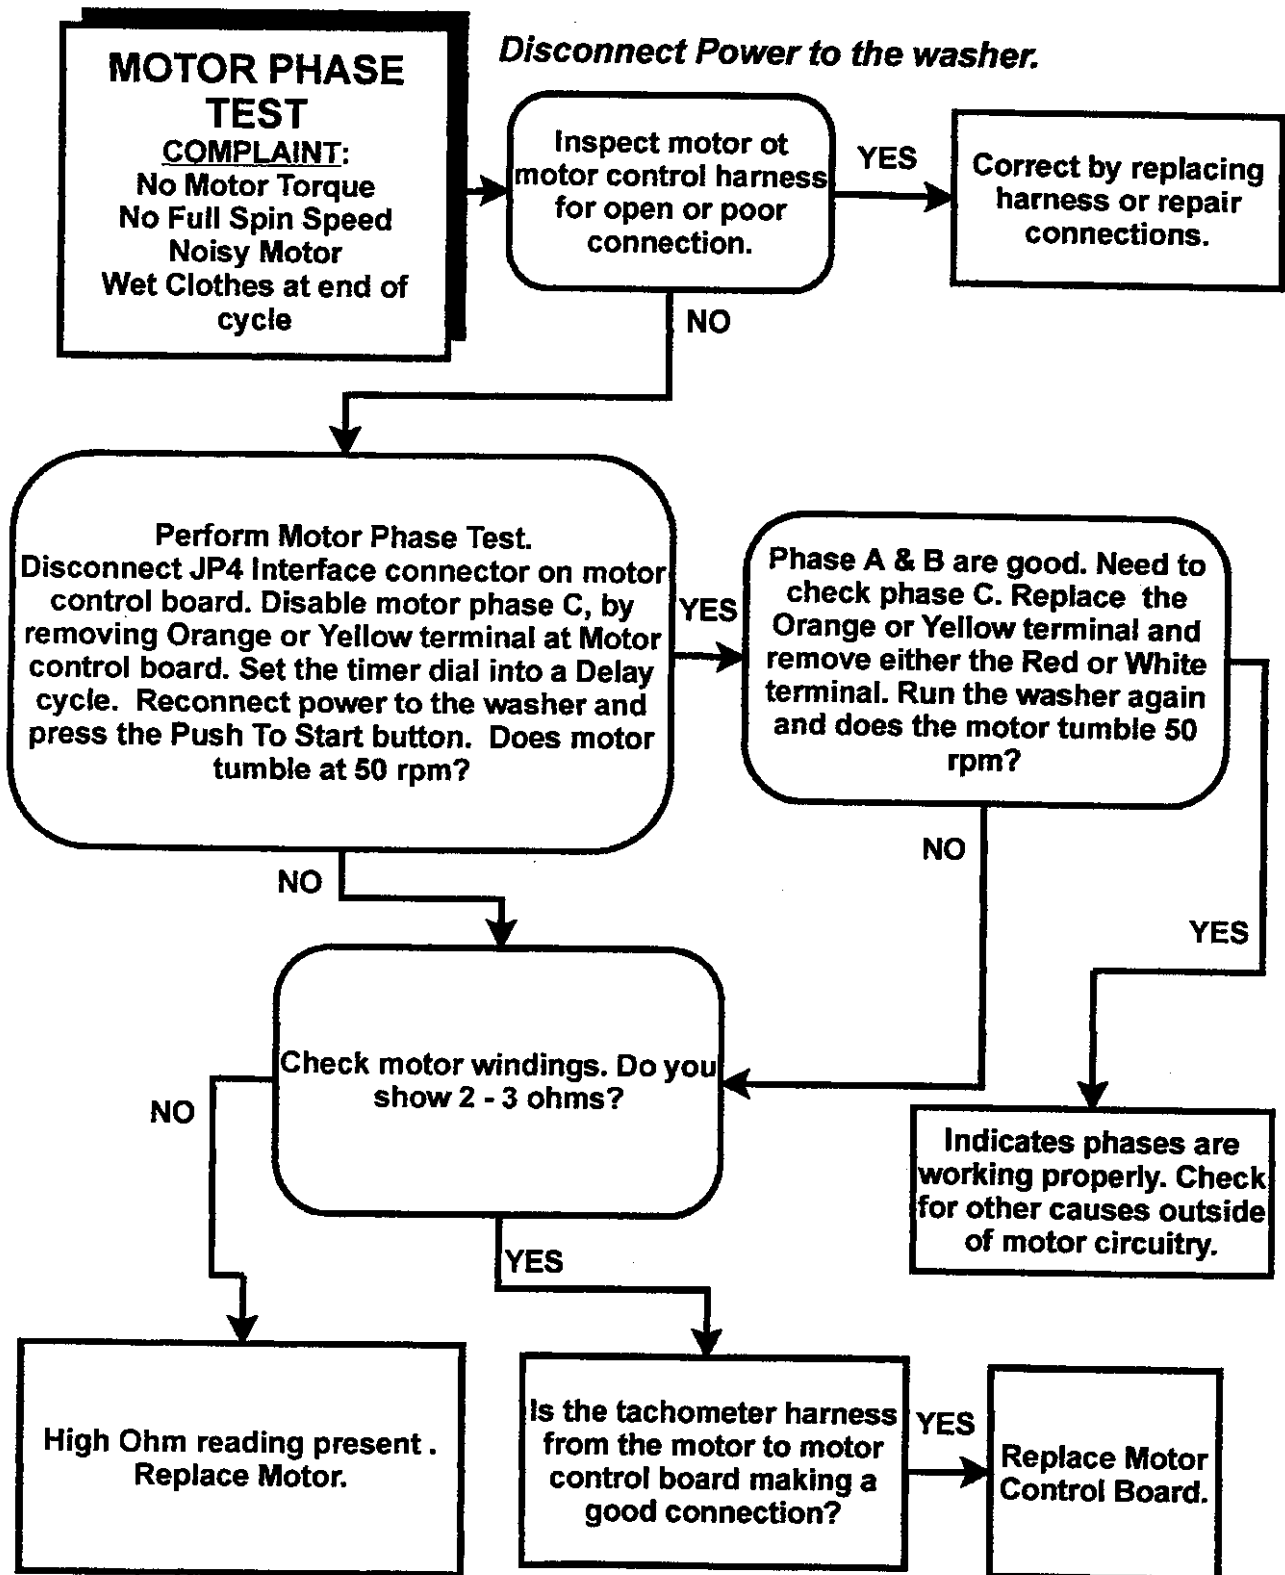 MOTOR PHASE
TEST
COMPLAINT:
No Motor Torque
No Full Spin Speed
Noisy Motor
Wet Clothes at end of
cycle
Disconnect Power to the washer.
Inspect motor ot
motor control harness
for open or poor
connection.
YES
Correct by replacing
harness or repair
connections.
NO
Perform Motor Phase Test.
Disconnect JP4 Interface connector on motor
control board. Disable motor phase C, by
removing Orange or Yellow terminal at Motor
control board. Set the timer dial into a Delay
cycle. Reconnect power to the washer and
press the Push To Start button. Does motor
tumble at 50 rpm?
YES
Phase A & B are good. Need to
check phase C. Replace the
Orange or Yellow terminal and
remove either the Red or White
terminal. Run the washer again
and does the motor tumble 50
rpm?
NO
NO
YES
Check motor windings. Do you
show 2 - 3 ohms?
NO
YES
Indicates phases are
working properly. Check
for other causes outside
of motor circuitry.
High Ohm reading present .
Replace Motor.
Is the tachometer harness
from the motor to motor
control board making a
good connection?
YES
Replace Motor
Control Board.